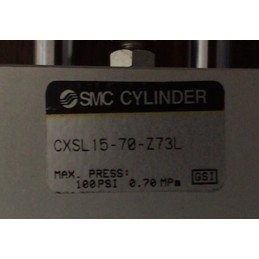 SMC CYLINDER
CXSL15-70-Z73L
MAX. PRESS:
100PSI 0.70 MPa GSI